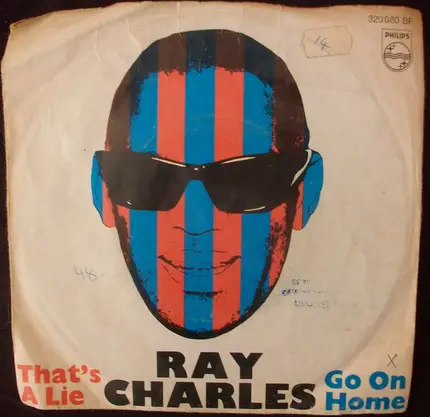 320080 BF
PHILIPS
14
48.
That's
A Lie
RAY
CHARLES
Go On
Home
X